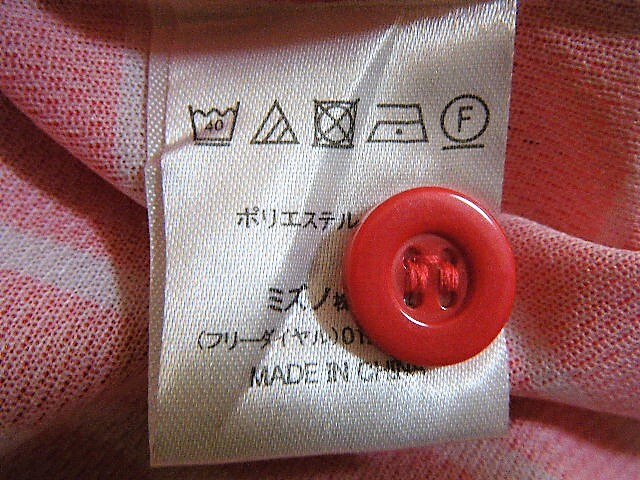 40 F
ポリエステル
ミズノ
(フリーダイヤル)01
MADE IN CHINA